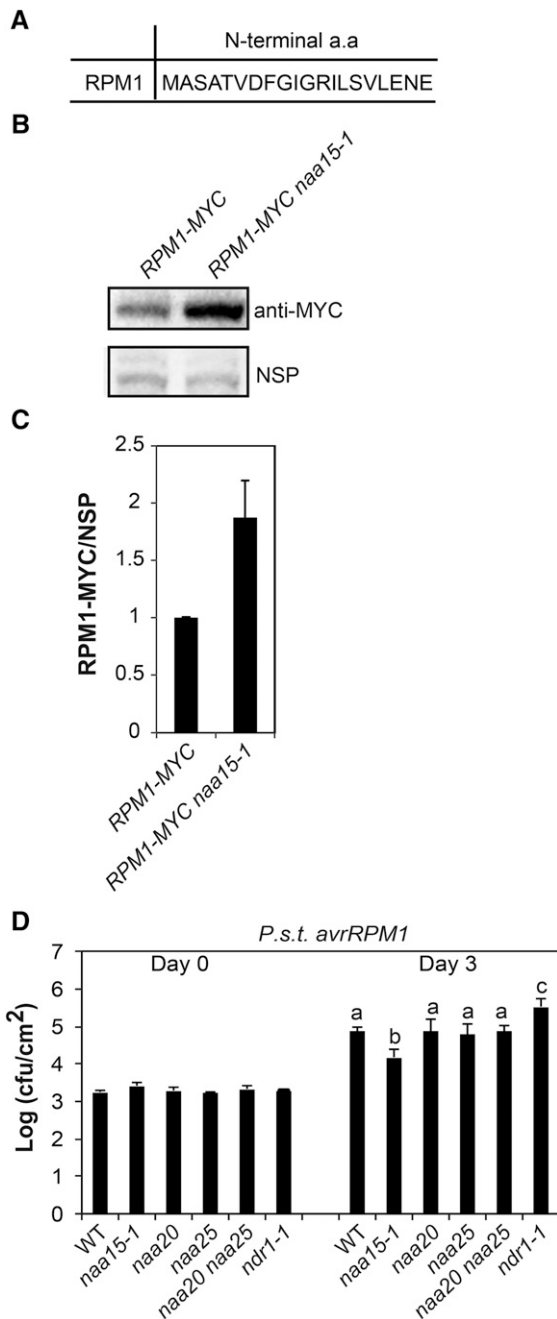 A
N-terminal a.a
RPM1 MASATVDFGIGRILSVLENE
B
RPM1-MYC
RPM1-MYC naa15-1
anti-MYC
NSP
C
RPM1-MYC/NSP
2.5
2
1.5
1
0.5
0
RPM1-MYC
RPM1-MYC naa15-1
D
P.s.t. avrRPM1
Day 0 Day 3
Log (cfu/cm²)
7
6
5
4
3
2
1
0
a b a a a c
WT
naa15-1
naa20
naa25
naa20 naa25
ndr1-1
WT
naa15-1
naa20
naa25
naa20 naa25
ndr1-1